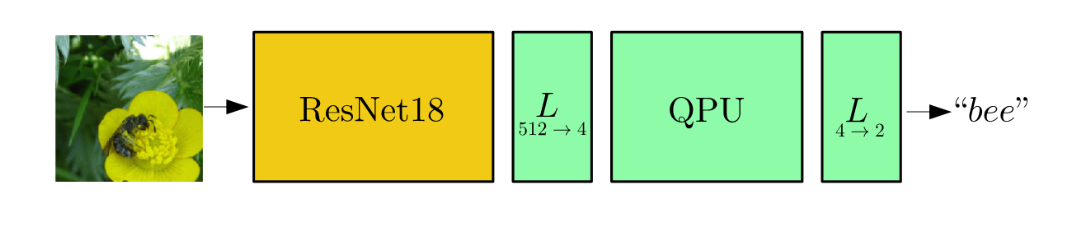 ResNet18
L
512 → 4
QPU
L
4 → 2
“bee”